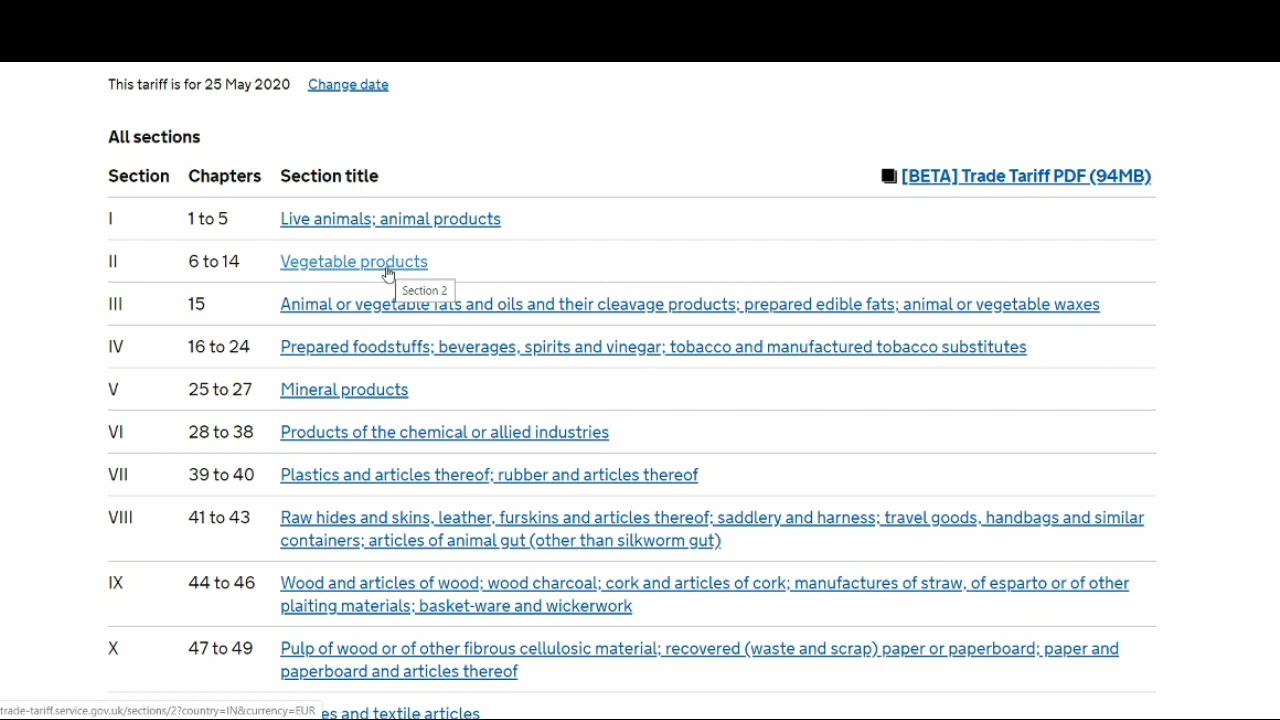 This tariff is for 25 May 2020 Change date
All sections
Section Chapters Section title [BETA] Trade Tariff PDF (94MB)
I 1 to 5 Live animals; animal products
II 6 to 14 Vegetable products
Section 2
III 15 Animal or vegetable fats and oils and their cleavage products; prepared edible fats; animal or vegetable waxes
IV 16 to 24 Prepared foodstuffs; beverages, spirits and vinegar; tobacco and manufactured tobacco substitutes
V 25 to 27 Mineral products
VI 28 to 38 Products of the chemical or allied industries
VII 39 to 40 Plastics and articles thereof; rubber and articles thereof
VIII 41 to 43 Raw hides and skins, leather, furskins and articles thereof; saddlery and harness; travel goods, handbags and similar
containers; articles of animal gut (other than silkworm gut)
IX 44 to 46 Wood and articles of wood; wood charcoal; cork and articles of cork; manufactures of straw, of esparto or of other
plaiting materials; basket-ware and wickerwork
X 47 to 49 Pulp of wood or of other fibrous cellulosic material; recovered (waste and scrap) paper or paperboard; paper and
paperboard and articles thereof
trade-tariff.service.gov.uk/sections/2?country=IN&currency=EUR
es and textile articles